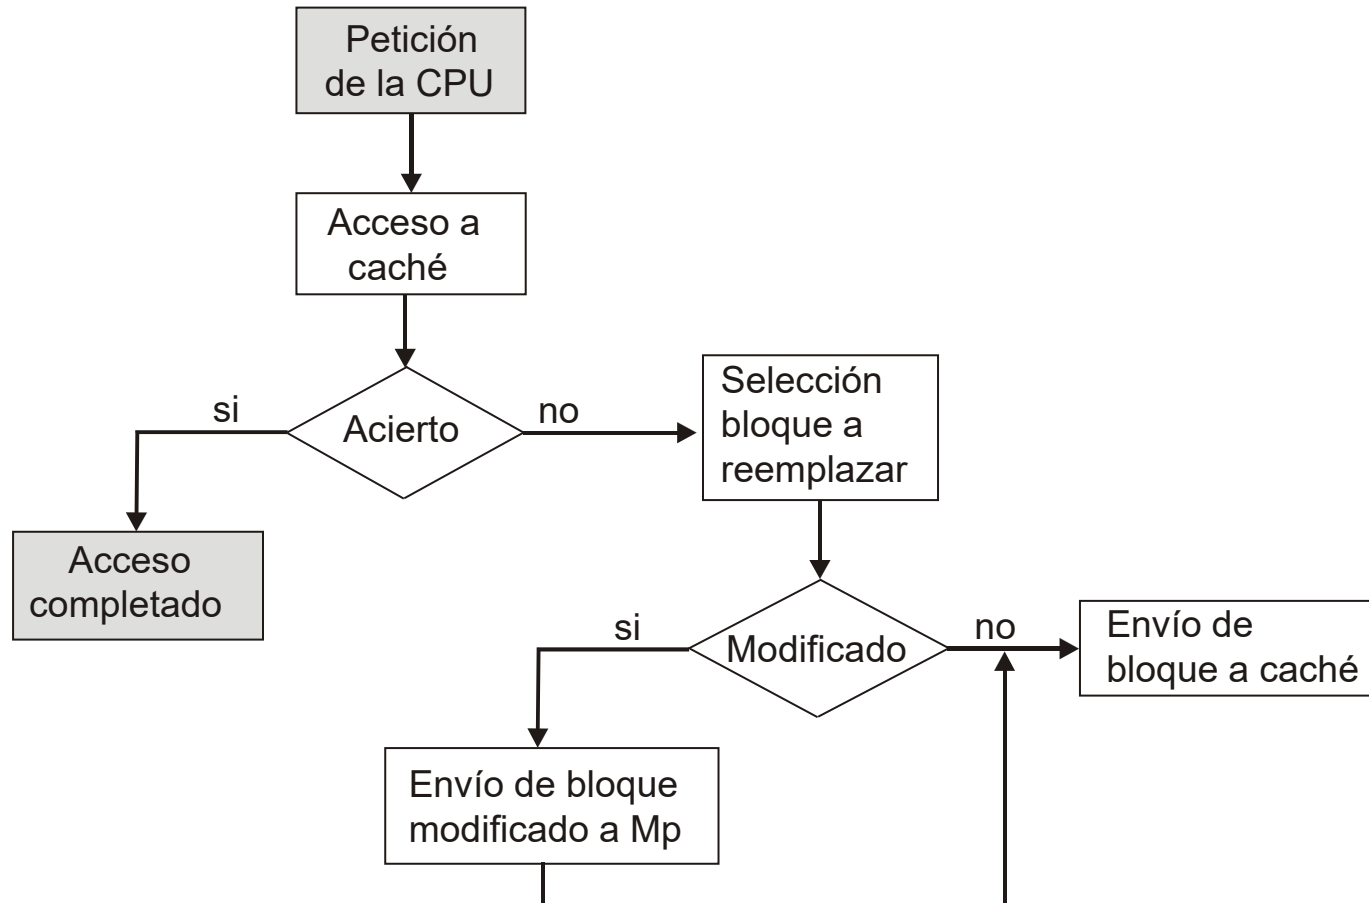 Petición
de la CPU
Acceso a
caché
Acierto
si
no
Selección
bloque a
reemplazar
Acceso
completado
Modificado
si
no
Envío de
bloque a caché
Envío de bloque
modificado a Mp